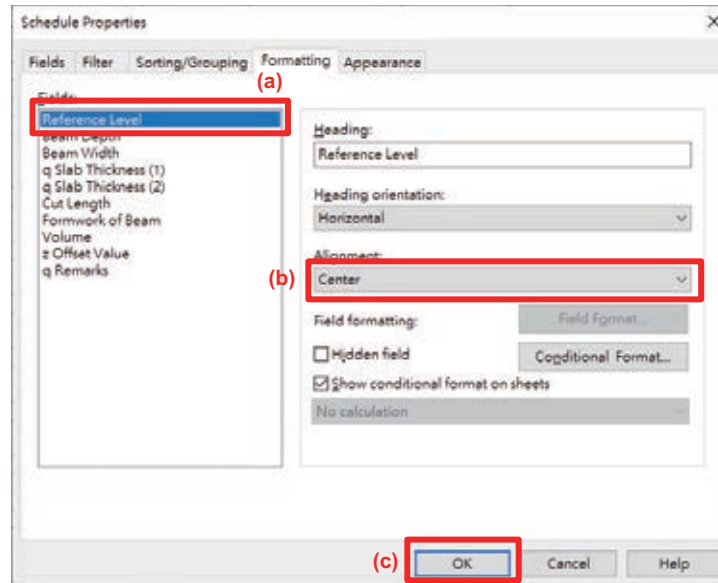 Schedule Properties
Fields Filter Sorting/Grouping Formatting Appearance
(a)
Fields:
Reference Level
Beam Depth
Beam Width
q Slab Thickness (1)
q Slab Thickness (2)
Cut Length
Formwork of Beam
Volume
z Offset Value
q Remarks
Heading:
Reference Level
Heading orientation:
Horizontal
Alignment:
(b) Center
Field formatting: Field Format...
Hidden field Conditional Format...
Show conditional format on sheets
No calculation
(c) OK Cancel Help